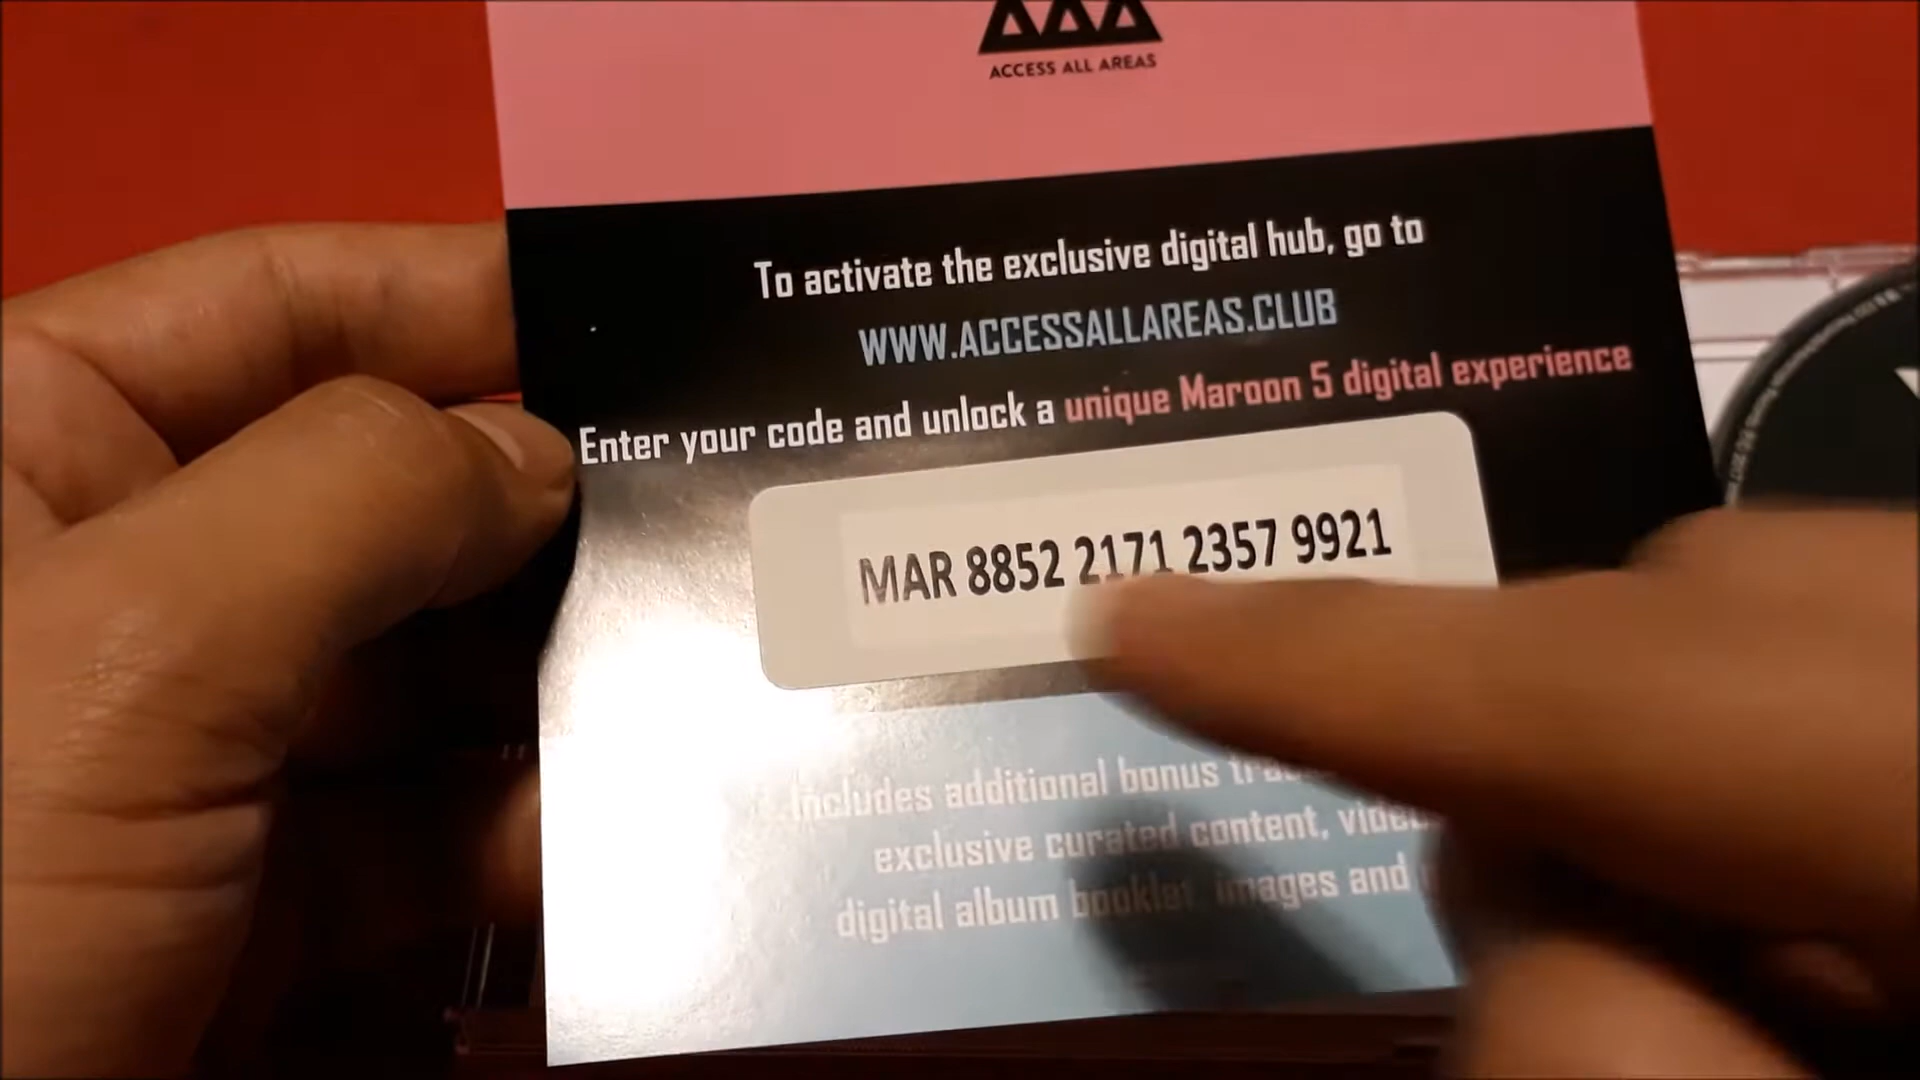 ACCESS ALL AREAS
To activate the exclusive digital hub, go to
WWW.ACCESSALLAREAS.CLUB
Enter your code and unlock a unique Maroon 5 digital experience
MAR 8852 2171 2357 9921
Includes additional bonus
exclusive curated content,
digital album booklet images and